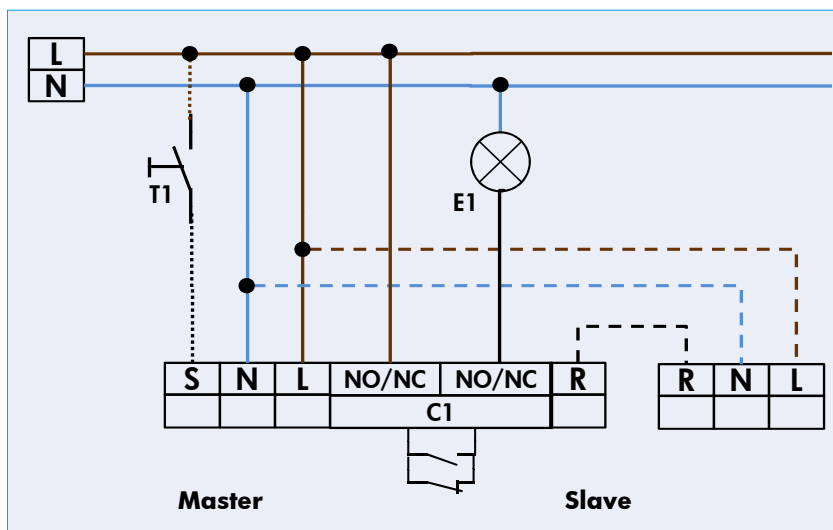 L
N
T1
E1
S N L NO/NC NO/NC R
R N L
C1
Master
Slave